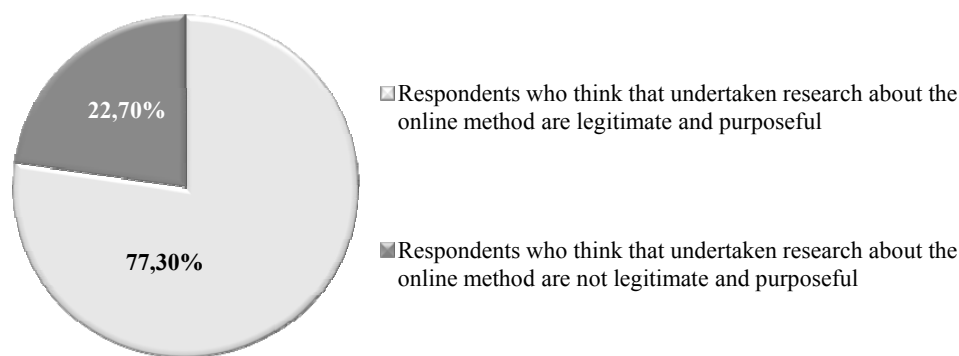 22,70%
77,30%
Respondents who think that undertaken research about the
online method are legitimate and purposeful
Respondents who think that undertaken research about the
online method are not legitimate and purposeful